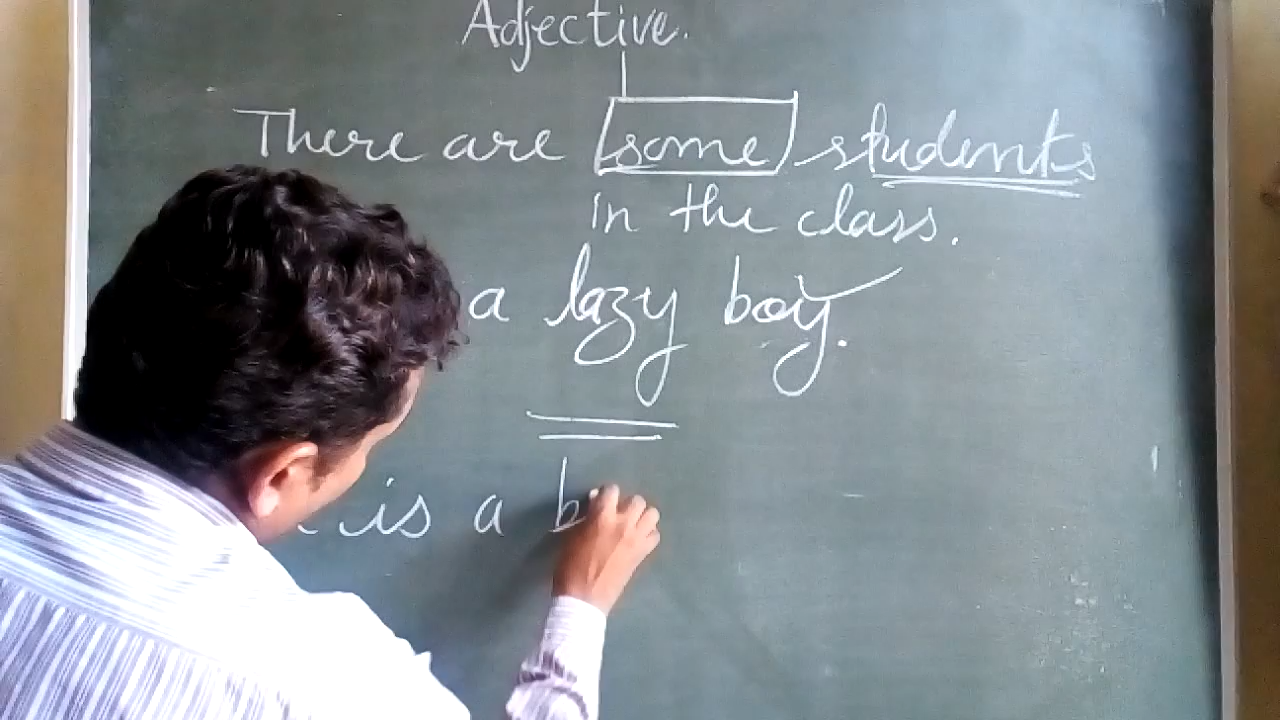 Adjective.
There are some students
in the class.
a lazy boy.
is a b